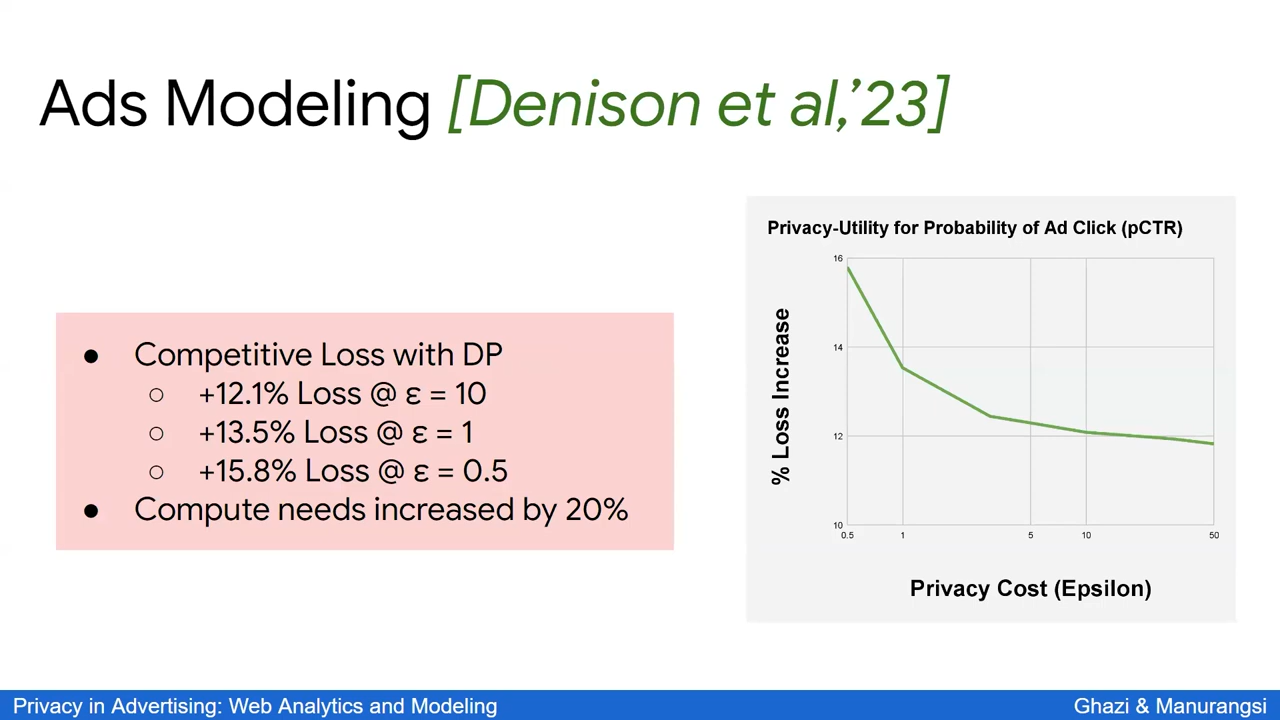 Ads Modeling [Denison et al,’23]
● Competitive Loss with DP
○ +12.1% Loss @ ε = 10
○ +13.5% Loss @ ε = 1
○ +15.8% Loss @ ε = 0.5
● Compute needs increased by 20%
Privacy-Utility for Probability of Ad Click (pCTR)
% Loss Increase
16
14
12
10
0.5 1 5 10 50
Privacy Cost (Epsilon)
Privacy in Advertising: Web Analytics and Modeling
Ghazi & Manurangsi